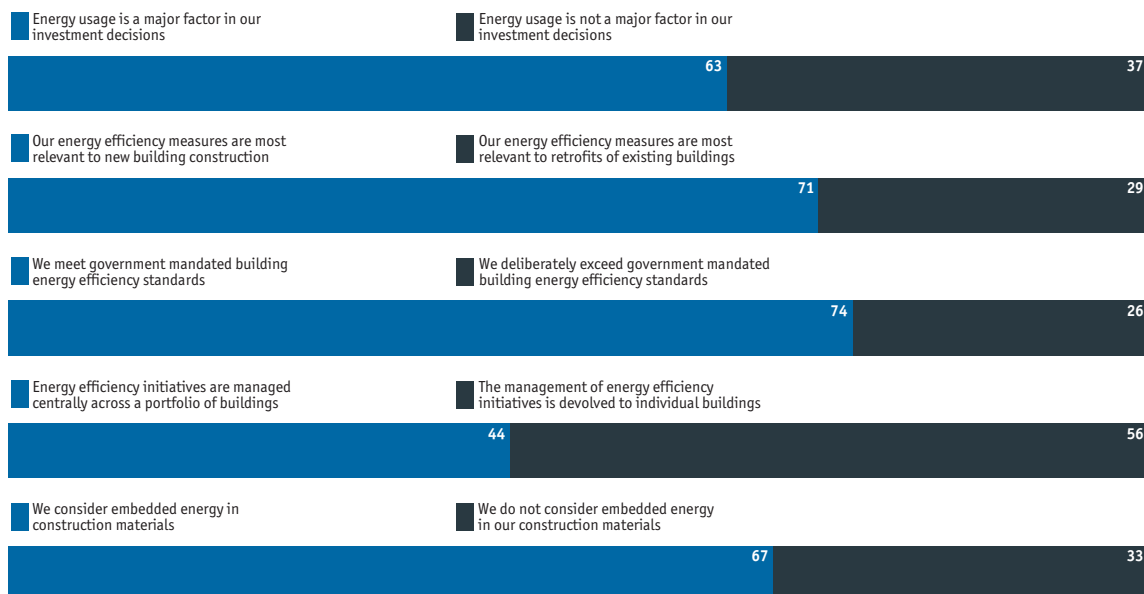 Energy usage is a major factor in our
investment decisions
Energy usage is not a major factor in our
investment decisions
63
37
Our energy efficiency measures are most
relevant to new building construction
Our energy efficiency measures are most
relevant to retrofits of existing buildings
71
29
We meet government mandated building
energy efficiency standards
We deliberately exceed government mandated
building energy efficiency standards
74
26
Energy efficiency initiatives are managed
centrally across a portfolio of buildings
The management of energy efficiency
initiatives is devolved to individual buildings
44
56
We consider embedded energy in
construction materials
We do not consider embedded energy
in our construction materials
67
33